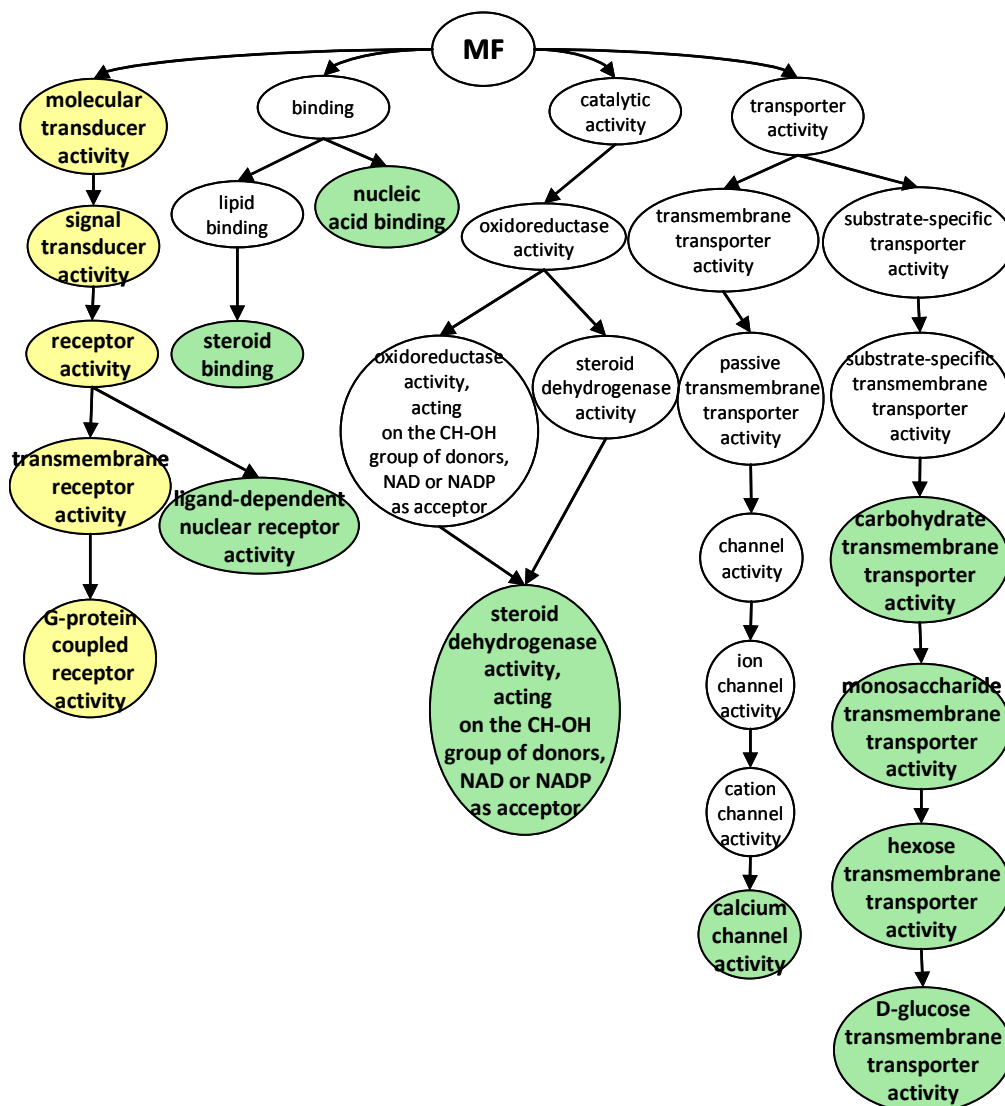 MF
molecular
transducer
activity
binding
catalytic
activity
transporter
activity
lipid
binding
nucleic
acid binding
signal
transducer
activity
oxidoreductase
activity
transmembrane
transporter
activity
substrate-specific
transporter
activity
receptor
activity
steroid
binding
oxidoreductase
activity,
acting
on the CH-OH
group of donors,
NAD or NADP
as acceptor
steroid
dehydrogenase
activity
passive
transmembrane
transporter
activity
substrate-specific
transmembrane
transporter
activity
transmembrane
receptor
activity
ligand-dependent
nuclear receptor
activity
channel
activity
carbohydrate
transmembrane
transporter
activity
G-protein
coupled
receptor
activity
steroid
dehydrogenase
activity,
acting
on the CH-OH
group of donors,
NAD or NADP
as acceptor
ion
channel
activity
monosaccharide
transmembrane
transporter
activity
cation
channel
activity
hexose
transmembrane
transporter
activity
calcium
channel
activity
D-glucose
transmembrane
transporter
activity